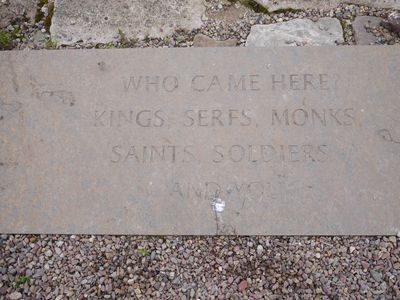 WHO CAME HERE?
KINGS, SERFS, MONKS,
SAINTS, SOLDIERS
AND YOU